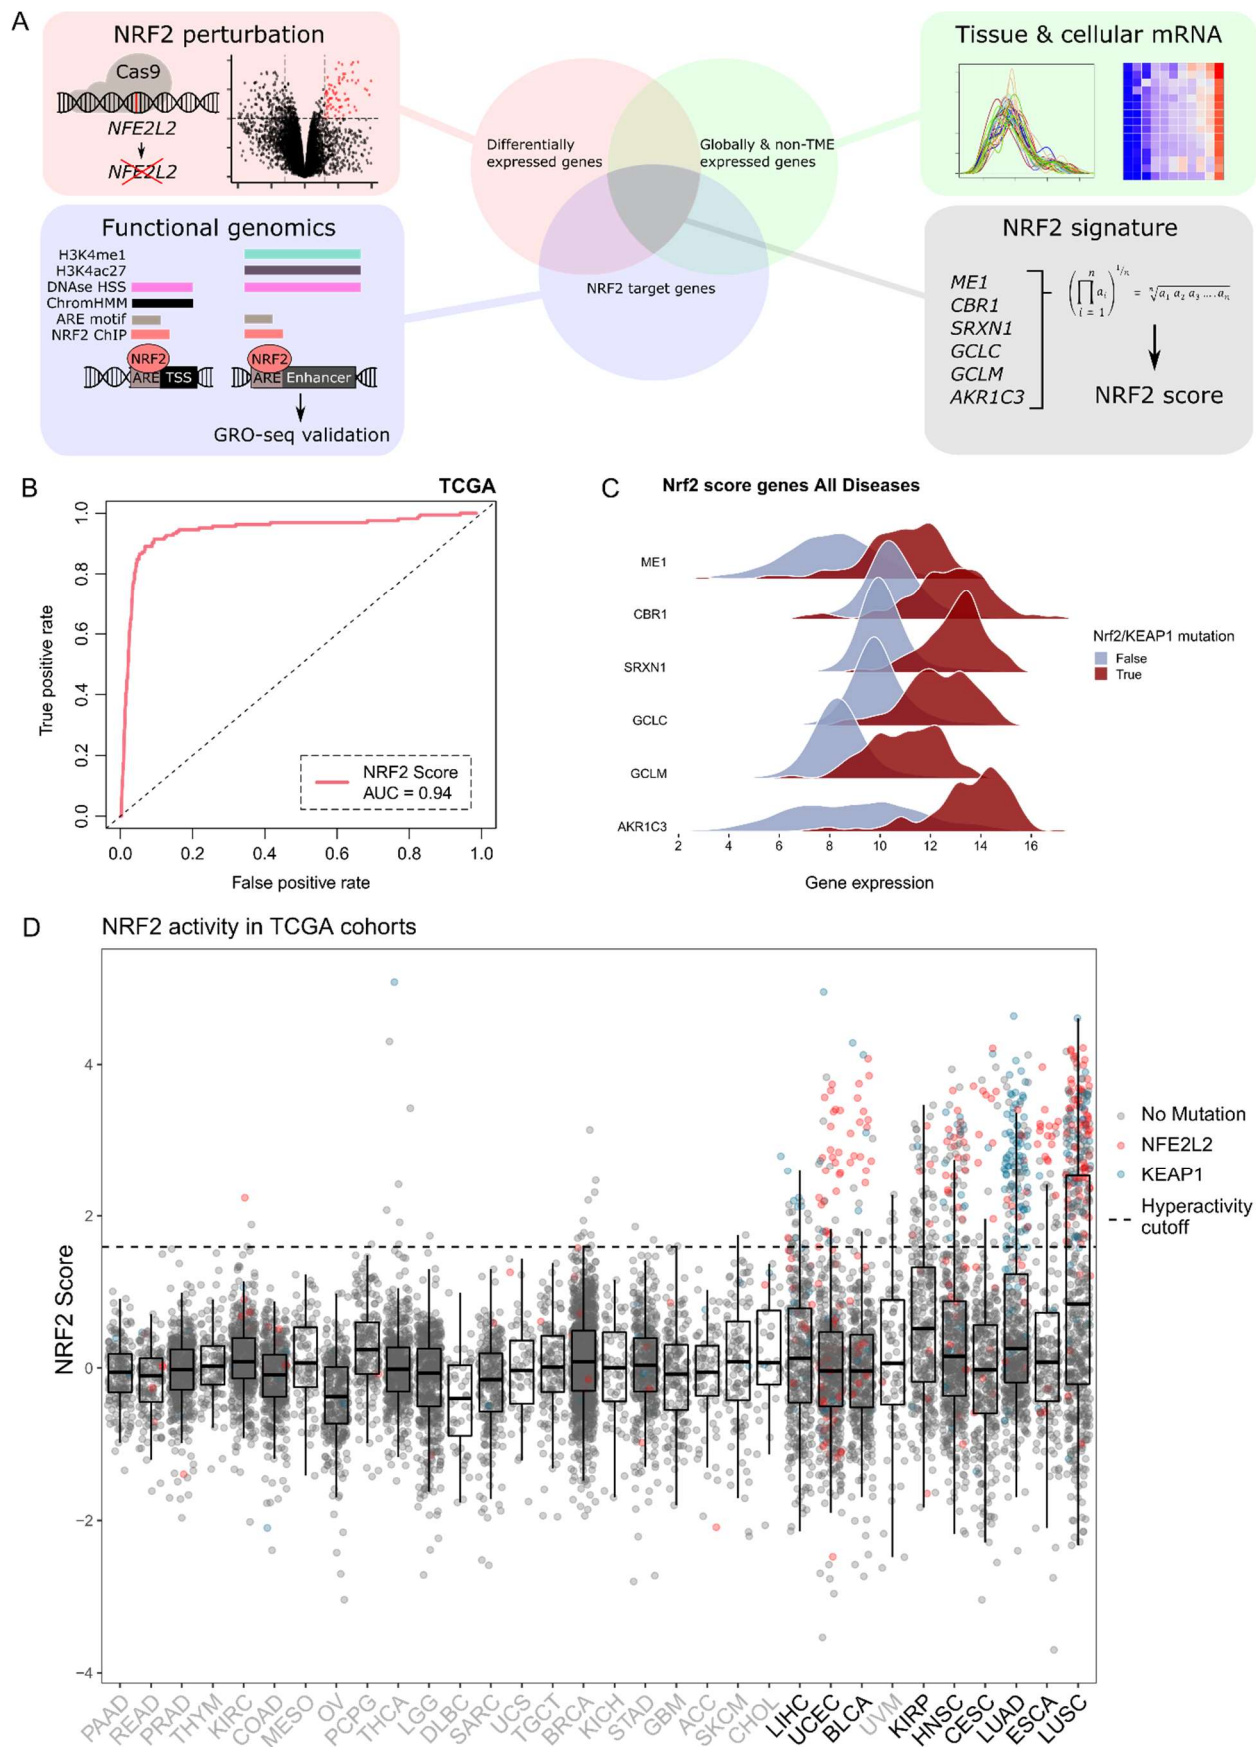 A
NRF2 perturbation
Cas9
NFE2L2
NFE2L2
Functional genomics
H3K4me1
H3K4ac27
DNAse HSS
ChromHMM
ARE motif
NRF2 ChIP
NRF2
ARE TSS
NRF2
ARE Enhancer
GRO-seq validation
Differentially
expressed genes
Globally & non-TME
expressed genes
NRF2 target genes
Tissue & cellular mRNA
NRF2 signature
ME1
CBR1
SRXN1
GCLC
GCLM
AKR1C3
(∏ⁿᵢ₌₁ aᵢ)^1/n = ⁿ√a₁ a₂ a₃ .... aₙ
NRF2 score
B
TCGA
True positive rate
1.0
0.8
0.6
0.4
0.2
0.0
NRF2 Score
AUC = 0.94
0.0 0.2 0.4 0.6 0.8 1.0
False positive rate
C
Nrf2 score genes All Diseases
ME1
CBR1
SRXN1
GCLC
GCLM
AKR1C3
2 4 6 8 10 12 14 16
Gene expression
Nrf2/KEAP1 mutation
False
True
D
NRF2 activity in TCGA cohorts
NRF2 Score
4
2
0
−2
−4
No Mutation
NFE2L2
KEAP1
Hyperactivity
cutoff
PAAD
READ
PRAD
THYM
KIRC
COAD
MESO
OV
PCPG
THCA
LGG
DLBC
SARC
UCS
TGCT
BRCA
KICH
STAD
GBM
ACC
SKCM
CHOL
LIHC
UCEC
BLCA
UVM
KIRP
HNSC
CESC
LUAD
ESCA
LUSC